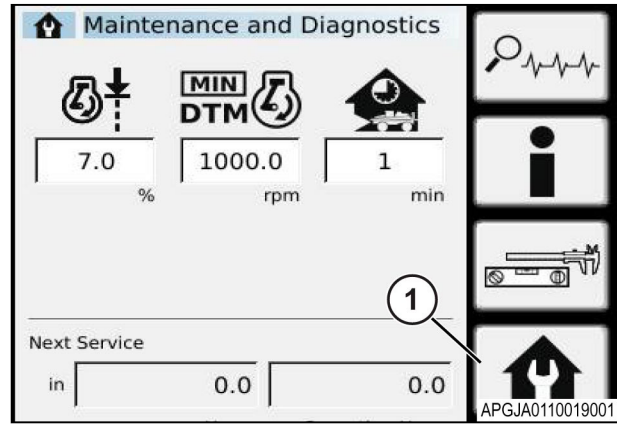 Maintenance and Diagnostics
MIN
DTM
7.0 1000.0 1
% rpm min
1
Next Service
in 0.0 0.0
APGJA0110019001